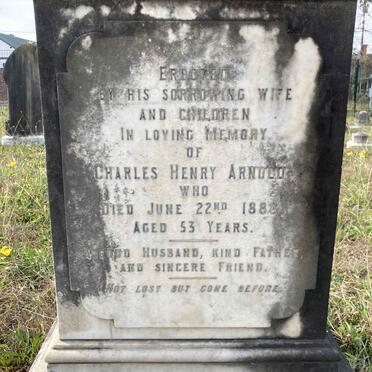 Erected
By his sorrowing wife
and children
In loving Memory
of
Charles Henry Arnold
who
Died June 22nd
Aged 53 Years.
Good Husband, kind Father
and sincere Friend.
Not lost but gone before.